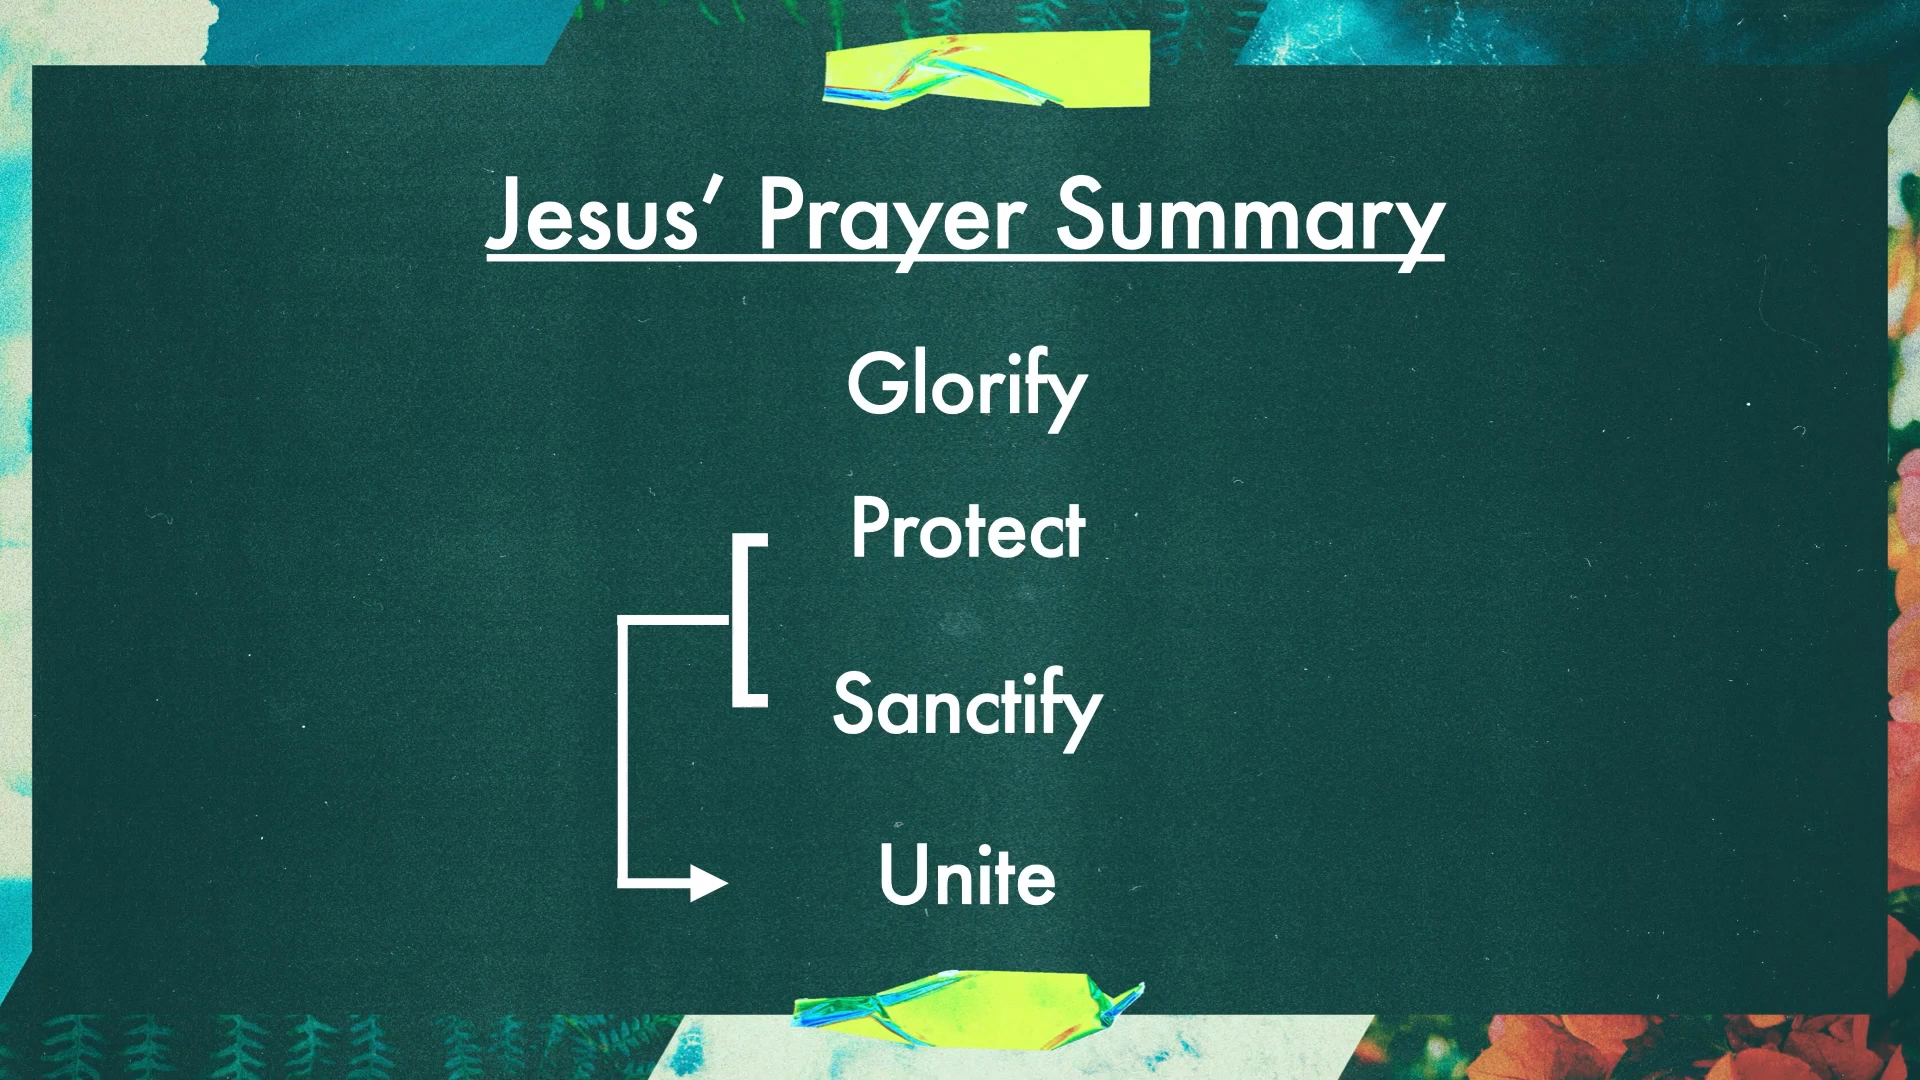 Jesus’ Prayer Summary
Glorify
Protect
Sanctify
Unite